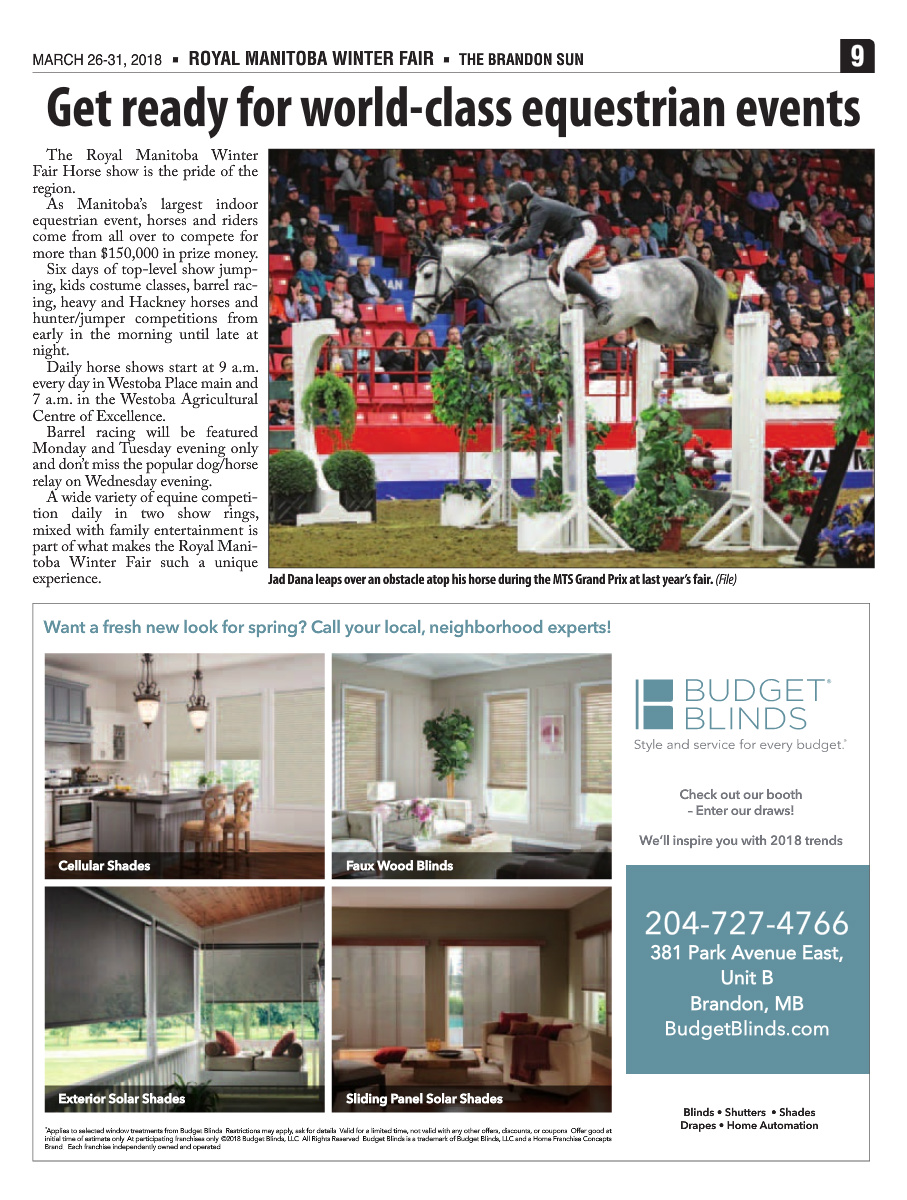 MARCH 26-31, 2018 ▪ ROYAL MANITOBA WINTER FAIR ▪ THE BRANDON SUN
9
Get ready for world-class equestrian events
The Royal Manitoba Winter
Fair Horse show is the pride of the
region.
As Manitoba's largest indoor
equestrian event, horses and riders
come from all over to compete for
more than $150,000 in prize money.
Six days of top-level show jump-
ing, kids costume classes, barrel rac-
ing, heavy and Hackney horses and
hunter/jumper competitions from
early in the morning until late at
night.
Daily horse shows start at 9 a.m.
every day in Westoba Place main and
7 a.m. in the Westoba Agricultural
Centre of Excellence.
Barrel racing will be featured
Monday and Tuesday evening only
and don't miss the popular dog/horse
relay on Wednesday evening.
A wide variety of equine competi-
tion daily in two show rings,
mixed with family entertainment is
part of what makes the Royal Mani-
toba Winter Fair such a unique
experience.
Jad Dana leaps over an obstacle atop his horse during the MTS Grand Prix at last year's fair. (File)
Want a fresh new look for spring? Call your local, neighborhood experts!
Cellular Shades
Faux Wood Blinds
Exterior Solar Shades
Sliding Panel Solar Shades
BUDGET®
BLINDS
Style and service for every budget.®
Check out our booth
– Enter our draws!
We'll inspire you with 2018 trends
204-727-4766
381 Park Avenue East,
Unit B
Brandon, MB
BudgetBlinds.com
Blinds • Shutters • Shades
Drapes • Home Automation
*Applies to selected window treatments from Budget Blinds Restrictions may apply, ask for details Valid for a limited time, not valid with any other offers, discounts, or coupons Offer good at
initial time of estimate only At participating franchises only ©2018 Budget Blinds, LLC All Rights Reserved Budget Blinds is a trademark of Budget Blinds, LLC and a Home Franchise Concepts
Brand Each franchise independently owned and operated